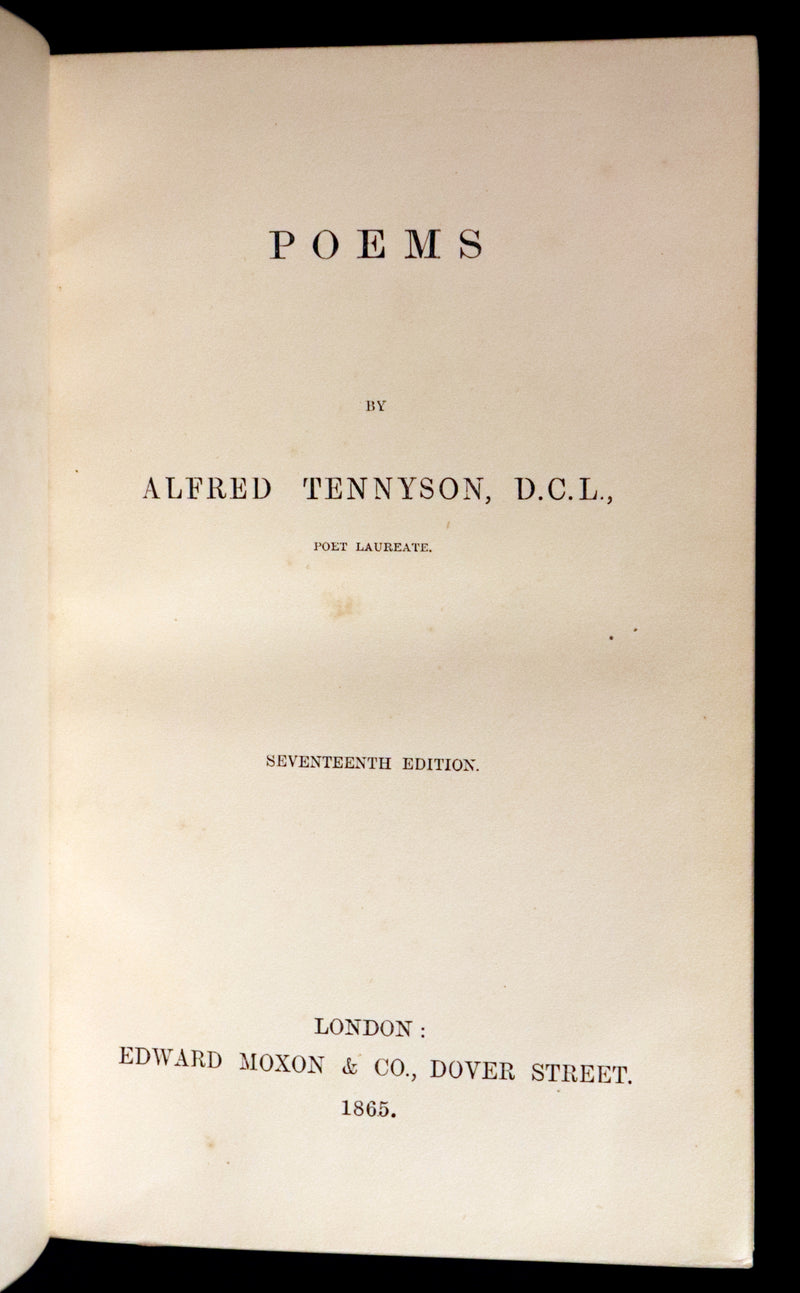 POEMS
BY
ALFRED TENNYSON, D.C.L.,
POET LAUREATE.
SEVENTEENTH EDITION.
LONDON:
EDWARD MOXON & CO., DOVER STREET.
1865.